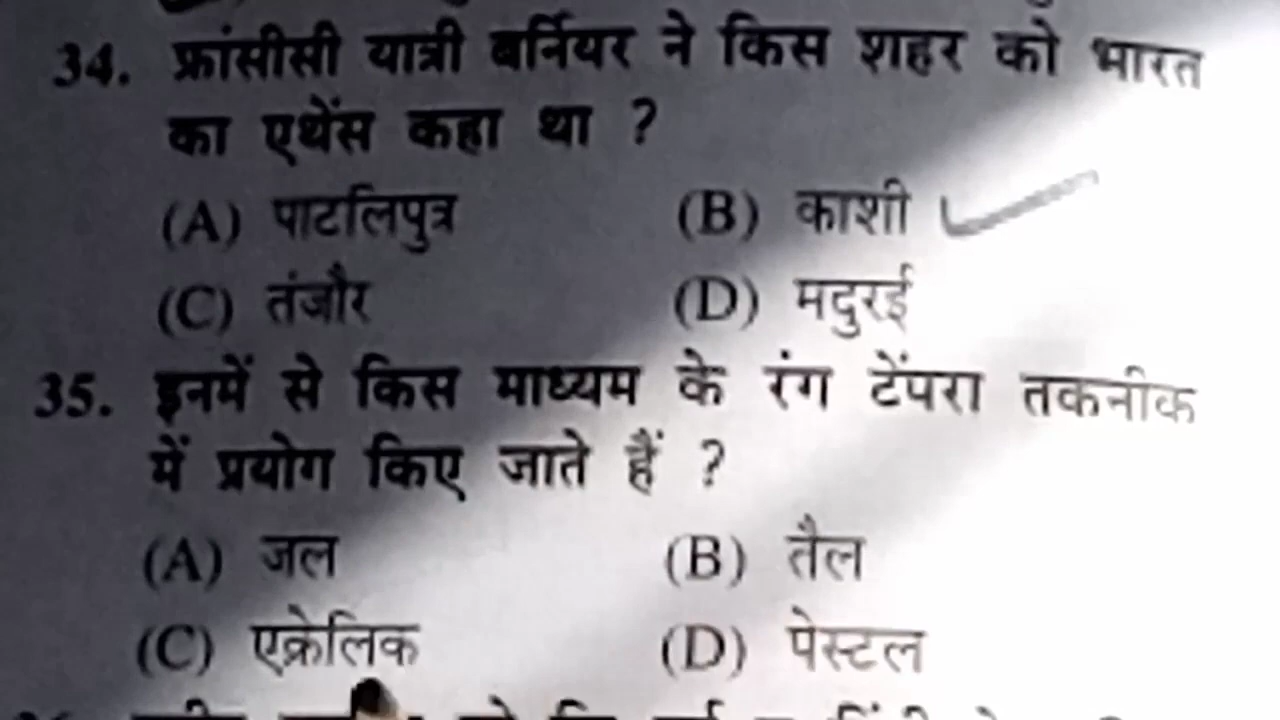 34. फ्रांसीसी यात्री बर्नियर ने किस शहर को भारत
का एथेंस कहा था ?
(A) पाटलिपुत्र (B) काशी
(C) तंजौर (D) मदुरई
35. इनमें से किस माध्यम के रंग टेंपरा तकनीक
में प्रयोग किए जाते हैं ?
(A) जल (B) तैल
(C) एक्रेलिक (D) पेस्टल